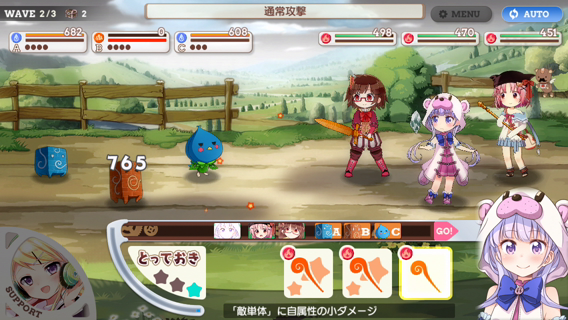 WAVE 2/3 2
通常攻撃
MENU
AUTO
682
A
0
B
608
C
498
470
451
765
A B C GO!
とっておき
SUPPORT
「敵単体」に自属性の小ダメージ